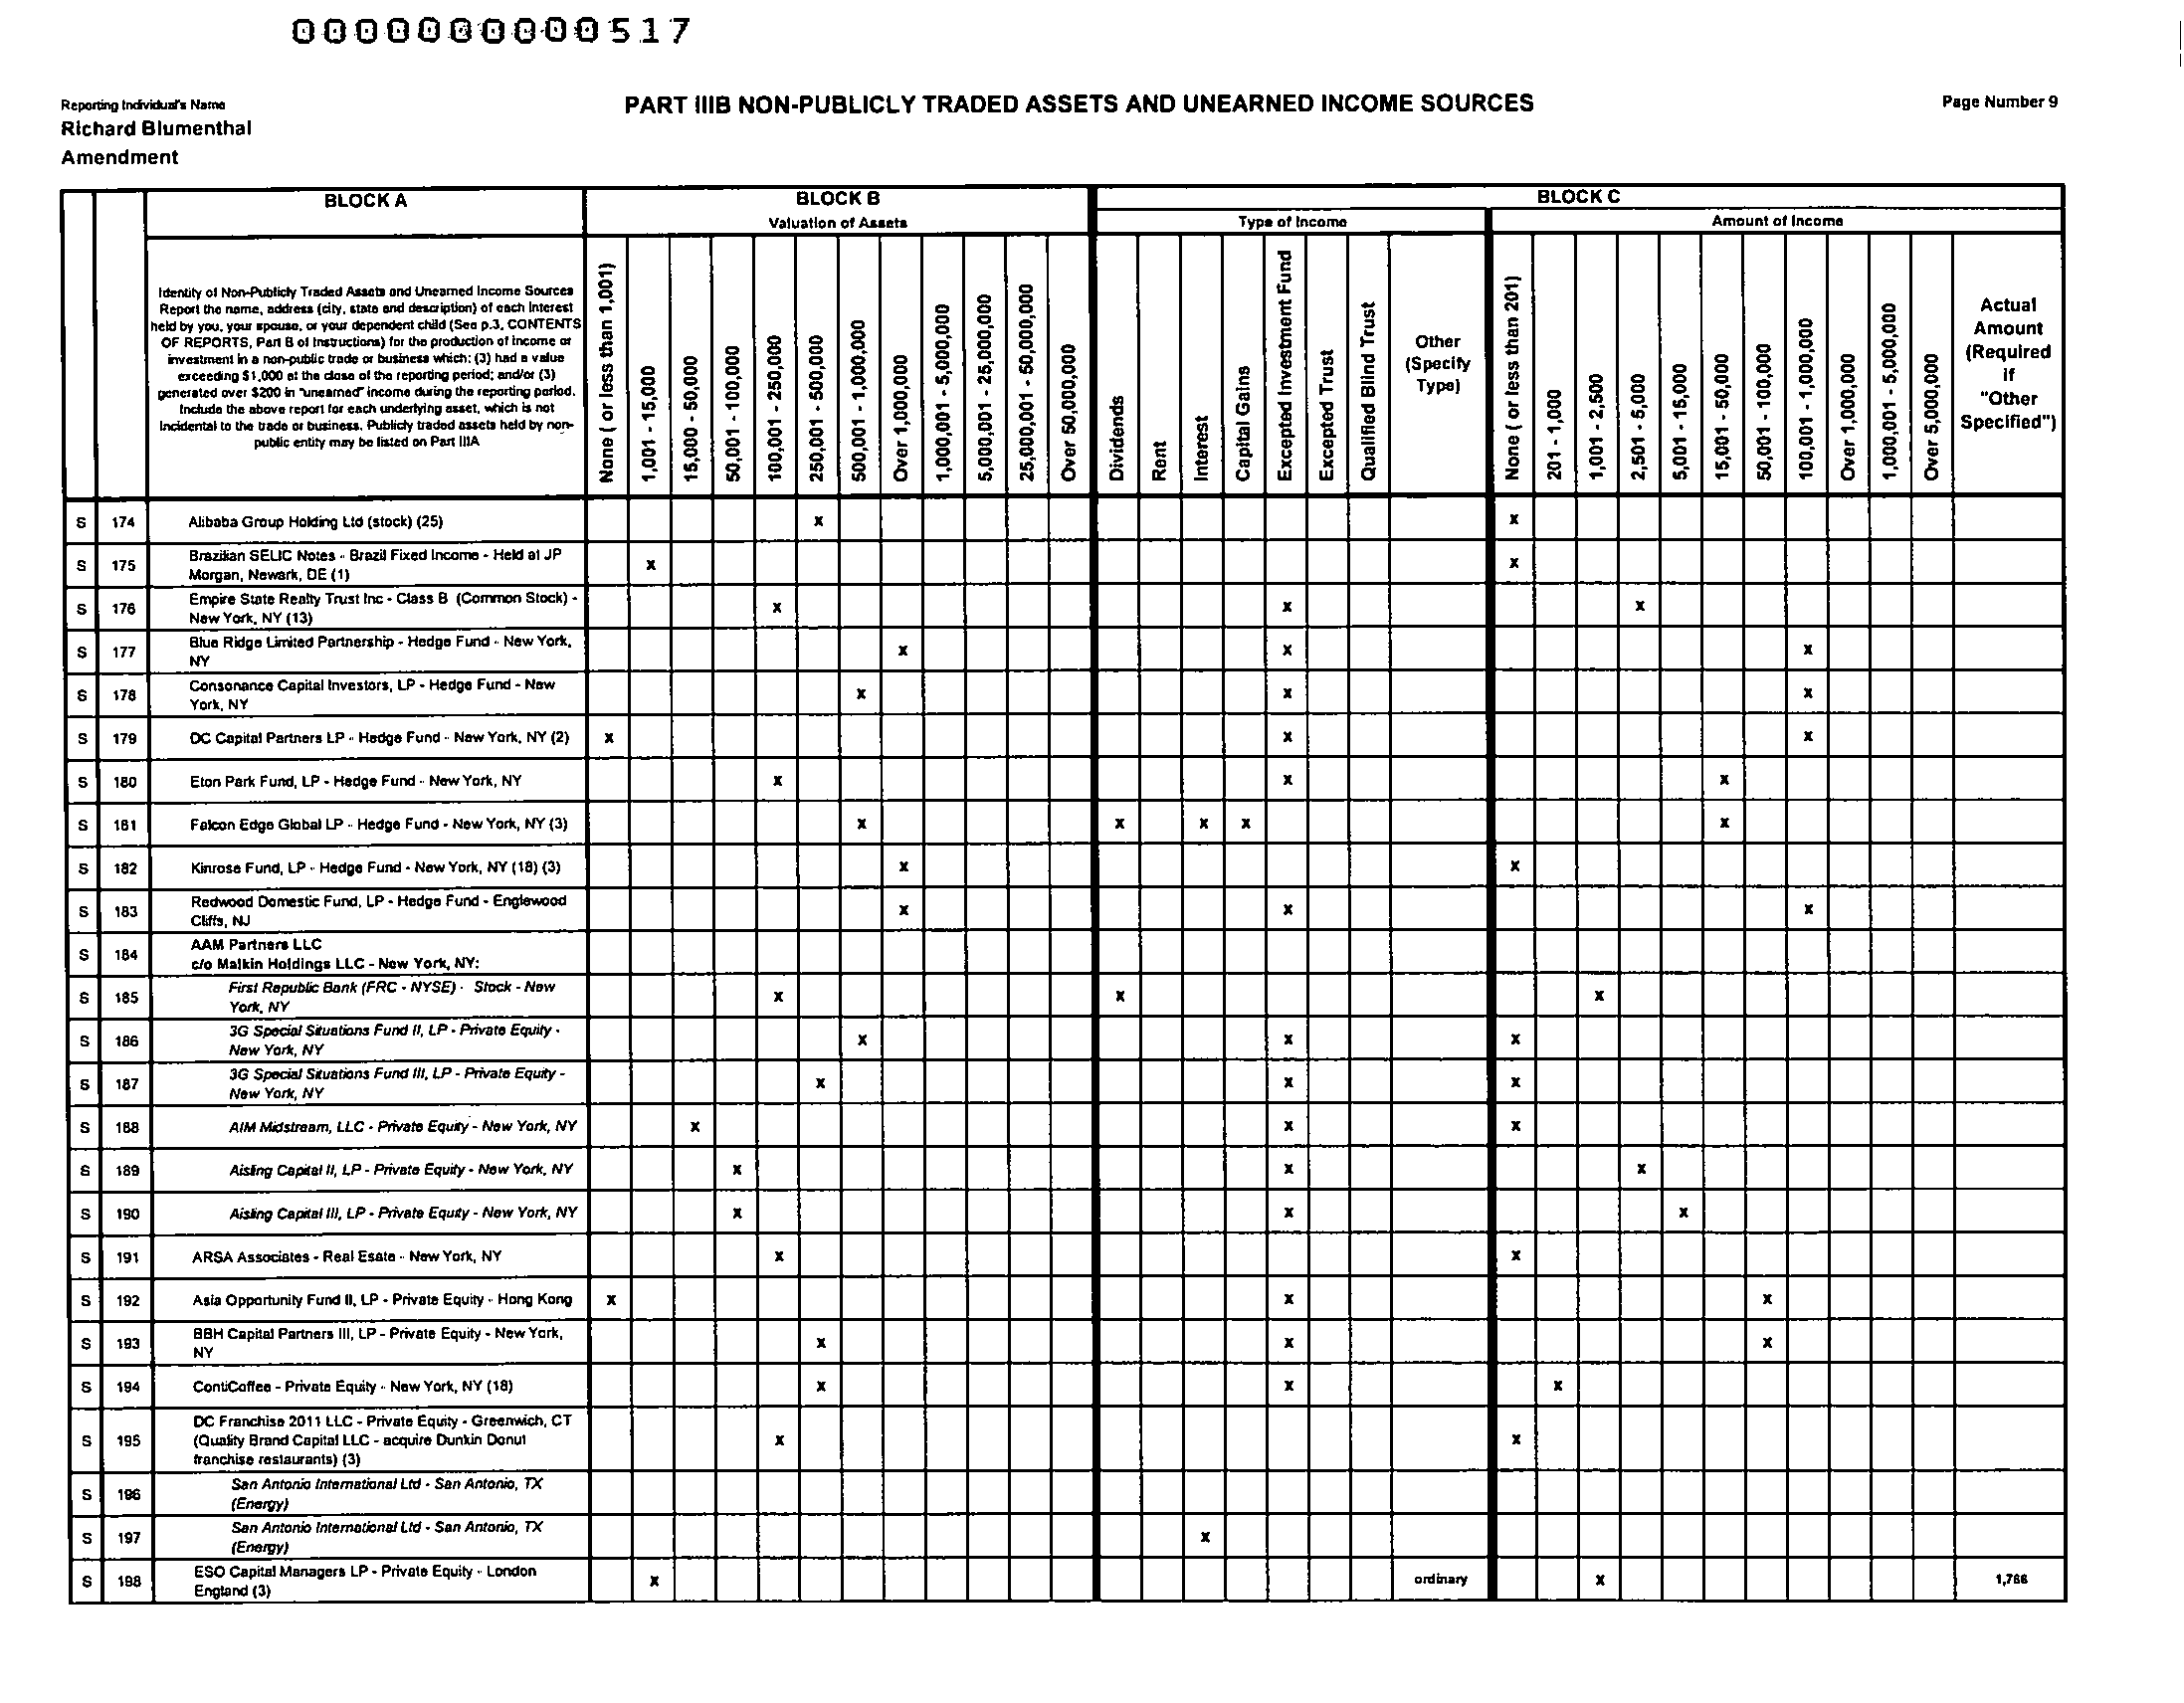 000000000000517
Reporting Individual's Name
Richard Blumenthal
Amendment
PART IIIB NON-PUBLICLY TRADED ASSETS AND UNEARNED INCOME SOURCES
Page Number 9
BLOCK A
BLOCK B
BLOCK C
Valuation of Assets
Type of Income
Amount of Income
Identity of Non-Publicly Traded Assets and Unearned Income Sources
Report the name, address (city, state and description) of each interest
held by you, your spouse, or your dependent child (See p.3, CONTENTS
OF REPORTS, Part B of Instructions) for the production of income or
investment in a non-public trade or business which: (3) had a value
exceeding $1,000 at the close of the reporting period; and/or (3)
generated over $200 in "unearned" income during the reporting period.
Include the above report for each underlying asset, which is not
Incidental to the trade or business. Publicly traded assets held by non-
public entity may be listed on Part IIIA
None ( or less than 1,001)
1,001 - 15,000
15,000 - 50,000
50,001 - 100,000
100,001 - 250,000
250,001 - 500,000
500,001 - 1,000,000
Over 1,000,000
1,000,001 - 5,000,000
5,000,001 - 25,000,000
25,000,001 - 50,000,000
Over 50,000,000
Dividends
Rent
Interest
Capital Gains
Excepted Investment Fund
Excepted Trust
Qualified Blind Trust
Other
(Specify
Type)
None ( or less than 201)
201 - 1,000
1,001 - 2,500
2,501 - 5,000
5,001 - 15,000
15,001 - 50,000
50,001 - 100,000
100,001 - 1,000,000
Over 1,000,000
1,000,001 - 5,000,000
Over 5,000,000
Actual
Amount
(Required
if
"Other
Specified")
S 174 Alibaba Group Holding Ltd (stock) (25) x x
S 175 Brazilian SELIC Notes - Brazil Fixed Income - Held at JP
Morgan, Newark, DE (1) x x
S 176 Empire State Realty Trust Inc - Class B (Common Stock) -
New York, NY (13) x x x
S 177 Blue Ridge Limited Partnership - Hedge Fund - New York,
NY x x x
S 178 Consonance Capital Investors, LP - Hedge Fund - New
York, NY x x x
S 179 DC Capital Partners LP - Hedge Fund - New York, NY (2) x x x
S 180 Eton Park Fund, LP - Hedge Fund - New York, NY x x x
S 181 Falcon Edge Global LP - Hedge Fund - New York, NY (3) x x x x x
S 182 Kinrose Fund, LP - Hedge Fund - New York, NY (18) (3) x x
S 183 Redwood Domestic Fund, LP - Hedge Fund - Englewood
Cliffs, NJ x x x
S 184 AAM Partners LLC
c/o Malkin Holdings LLC - New York, NY:
S 185 First Republic Bank (FRC - NYSE) - Stock - New
York, NY x x x
S 186 3G Special Situations Fund II, LP - Private Equity -
New York, NY x x x
S 187 3G Special Situations Fund III, LP - Private Equity -
New York, NY x x x
S 188 AIM Midstream, LLC - Private Equity - New York, NY x x x
S 189 Aisling Capital II, LP - Private Equity - New York, NY x x x
S 190 Aisling Capital III, LP - Private Equity - New York, NY x x x
S 191 ARSA Associates - Real Esate - New York, NY x x
S 192 Asia Opportunity Fund II, LP - Private Equity - Hong Kong x x x
S 193 BBH Capital Partners III, LP - Private Equity - New York,
NY x x x
S 194 ContiCoffee - Private Equity - New York, NY (18) x x x
S 195 DC Franchise 2011 LLC - Private Equity - Greenwich, CT
(Quality Brand Capital LLC - acquire Dunkin Donut
franchise restaurants) (3) x x
S 196 San Antonio International Ltd - San Antonio, TX
(Energy)
S 197 San Antonio International Ltd - San Antonio, TX
(Energy) x
S 198 ESO Capital Managers LP - Private Equity - London
England (3) x ordinary x 1,766